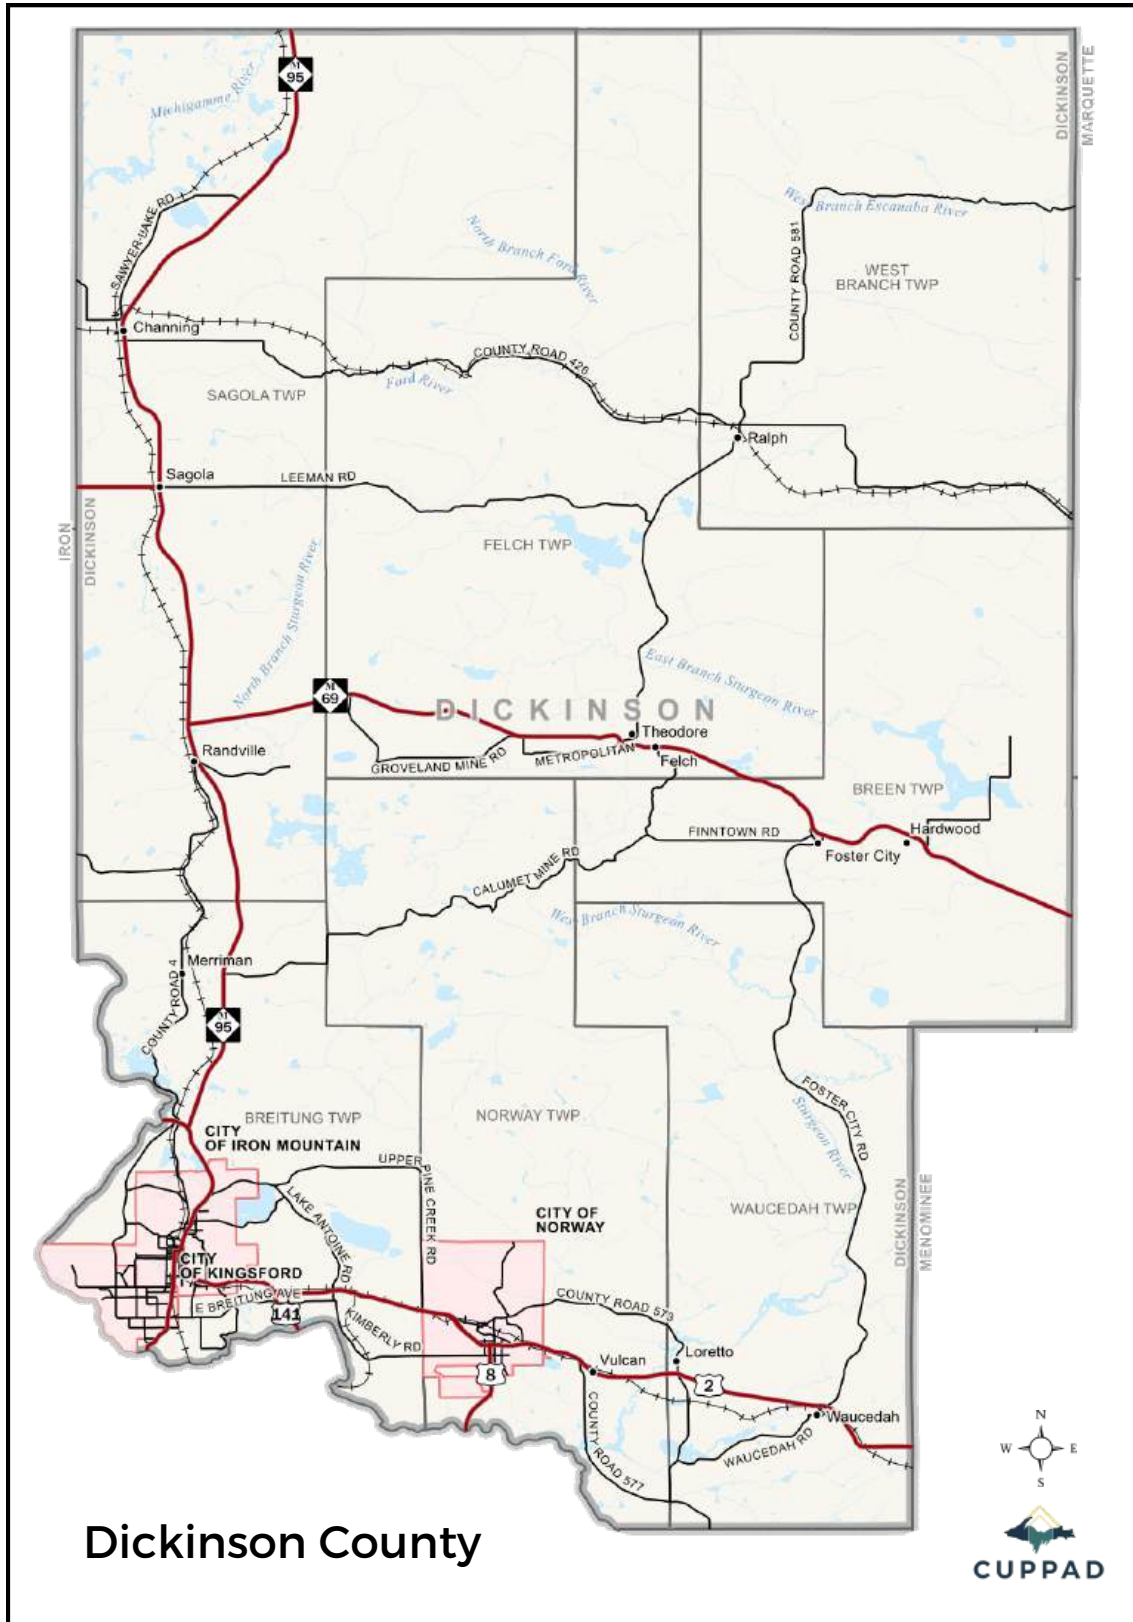 M
95
DICKINSON
MARQUETTE
Michigamme River
SAWYER LAKE RD
West Branch Escanaba River
North Branch Ford River
COUNTY ROAD 581
WEST
BRANCH TWP
Channing
COUNTY ROAD 426
Ford River
SAGOLA TWP
Ralph
Sagola
LEEMAN RD
IRON
DICKINSON
FELCH TWP
North Branch Sturgeon River
East Branch Sturgeon River
M
69
DICKINSON
Theodore
Randville
GROVELAND MINE RD
METROPOLITAN
Felch
BREEN TWP
FINNTOWN RD
Hardwood
Foster City
CALUMET MINE RD
West Branch Sturgeon River
Merriman
COUNTY ROAD 4
M
95
FOSTER CITY RD
Sturgeon River
BREITUNG TWP
NORWAY TWP
CITY
OF IRON MOUNTAIN
UPPER PINE CREEK RD
LAKE ANTOINE RD
CITY OF
NORWAY
WAUCEDAH TWP
DICKINSON
MENOMINEE
CITY
OF KINGSFORD
E BREITUNG AVE
141
KIMBERLY RD
COUNTY ROAD 573
Vulcan
Loretto
8
2
Waucedah
COUNTY ROAD 577
WAUCEDAH RD
N
W E
S
Dickinson County
CUPPAD